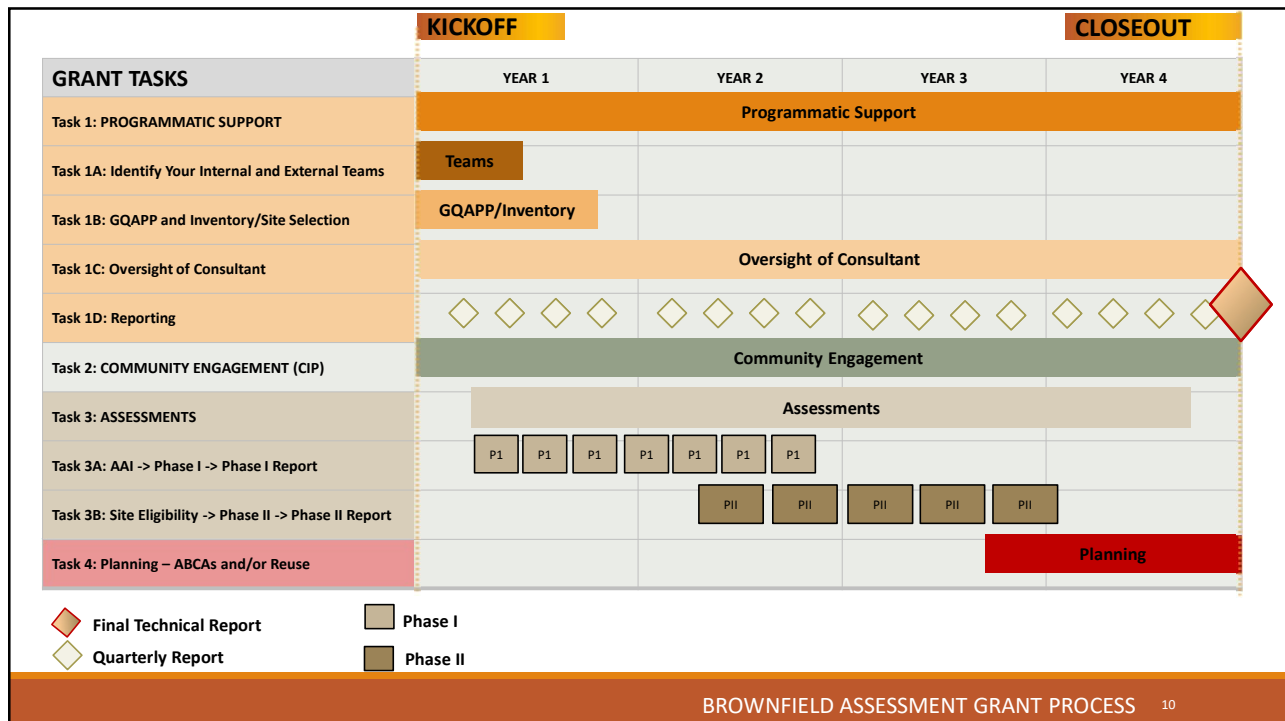 KICKOFF
CLOSEOUT
GRANT TASKS
YEAR 1
YEAR 2
YEAR 3
YEAR 4
Task 1: PROGRAMMATIC SUPPORT
Programmatic Support
Task 1A: Identify Your Internal and External Teams
Teams
Task 1B: GQAPP and Inventory/Site Selection
GQAPP/Inventory
Task 1C: Oversight of Consultant
Oversight of Consultant
Task 1D: Reporting
Task 2: COMMUNITY ENGAGEMENT (CIP)
Community Engagement
Task 3: ASSESSMENTS
Assessments
Task 3A: AAI -> Phase I -> Phase I Report
P1
P1
P1
P1
P1
P1
P1
Task 3B: Site Eligibility -> Phase II -> Phase II Report
PII
PII
PII
PII
PII
Task 4: Planning – ABCAs and/or Reuse
Planning
Final Technical Report
Phase I
Quarterly Report
Phase II
BROWNFIELD ASSESSMENT GRANT PROCESS 10